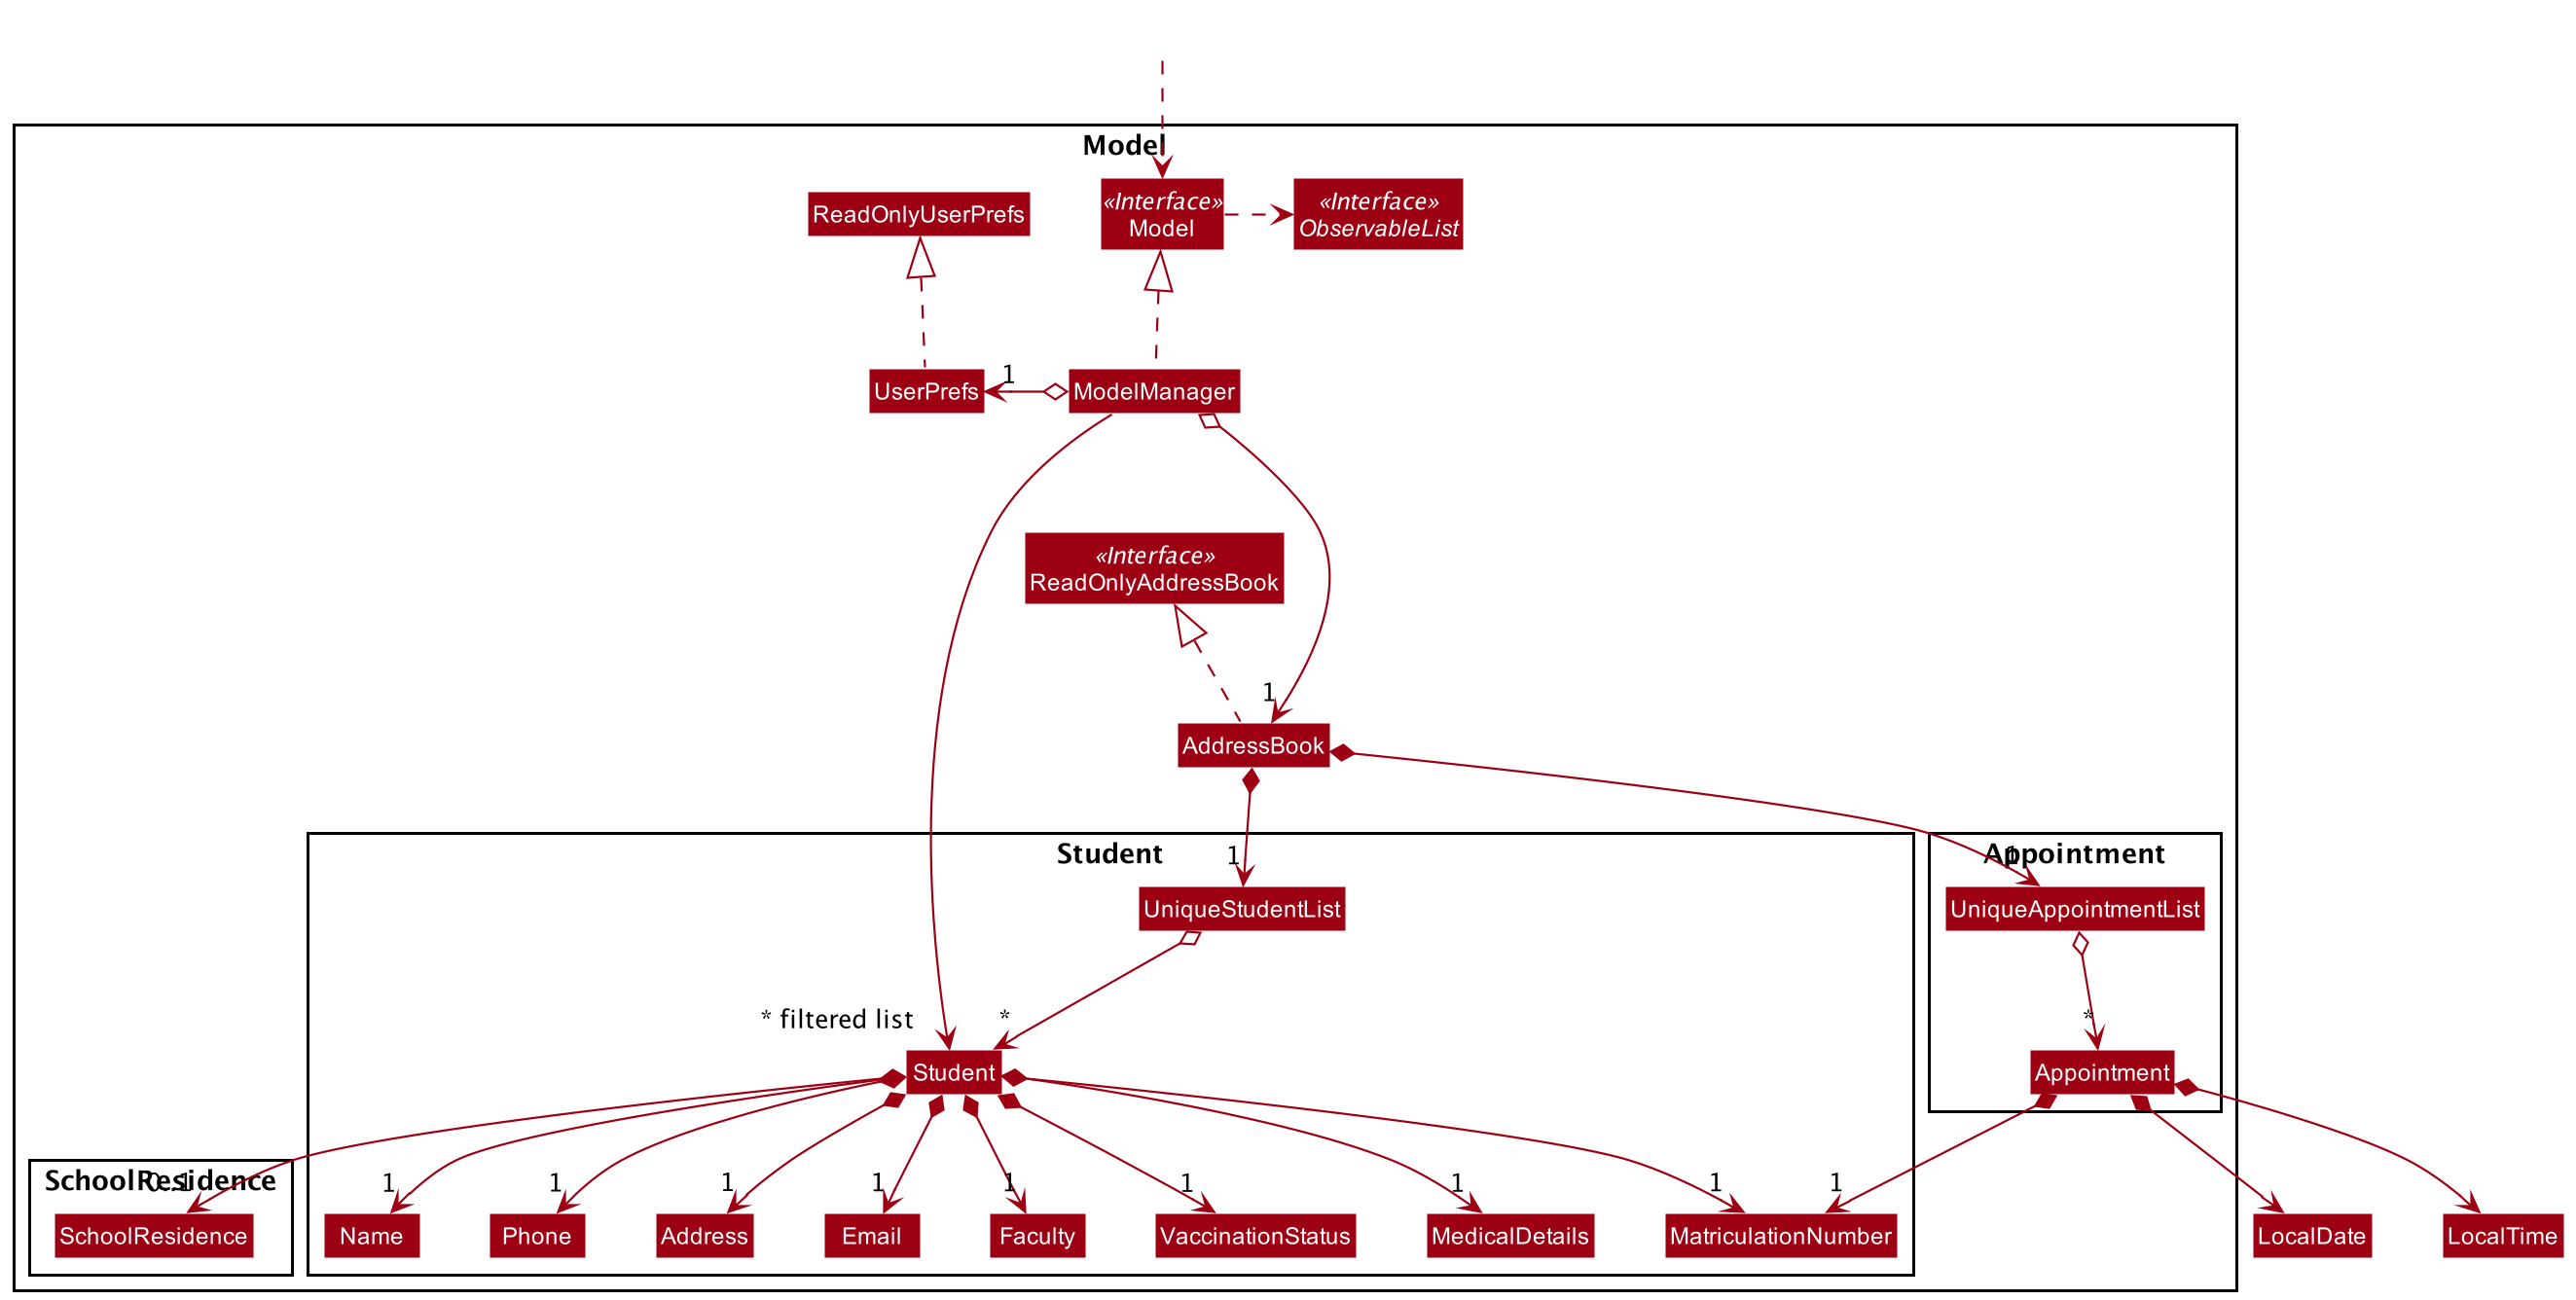 Model
«Interface»
Model
«Interface»
ObservableList
ReadOnlyUserPrefs
UserPrefs
1
ModelManager
«Interface»
ReadOnlyAddressBook
1
AddressBook
Student
1
UniqueStudentList
Appointment
1
UniqueAppointmentList
* filtered list
*
*
Student
Appointment
SchoolResidence
0..1
1
1
1
1
1
1
1
1
1
SchoolResidence
Name
Phone
Address
Email
Faculty
VaccinationStatus
MedicalDetails
MatriculationNumber
LocalDate
LocalTime